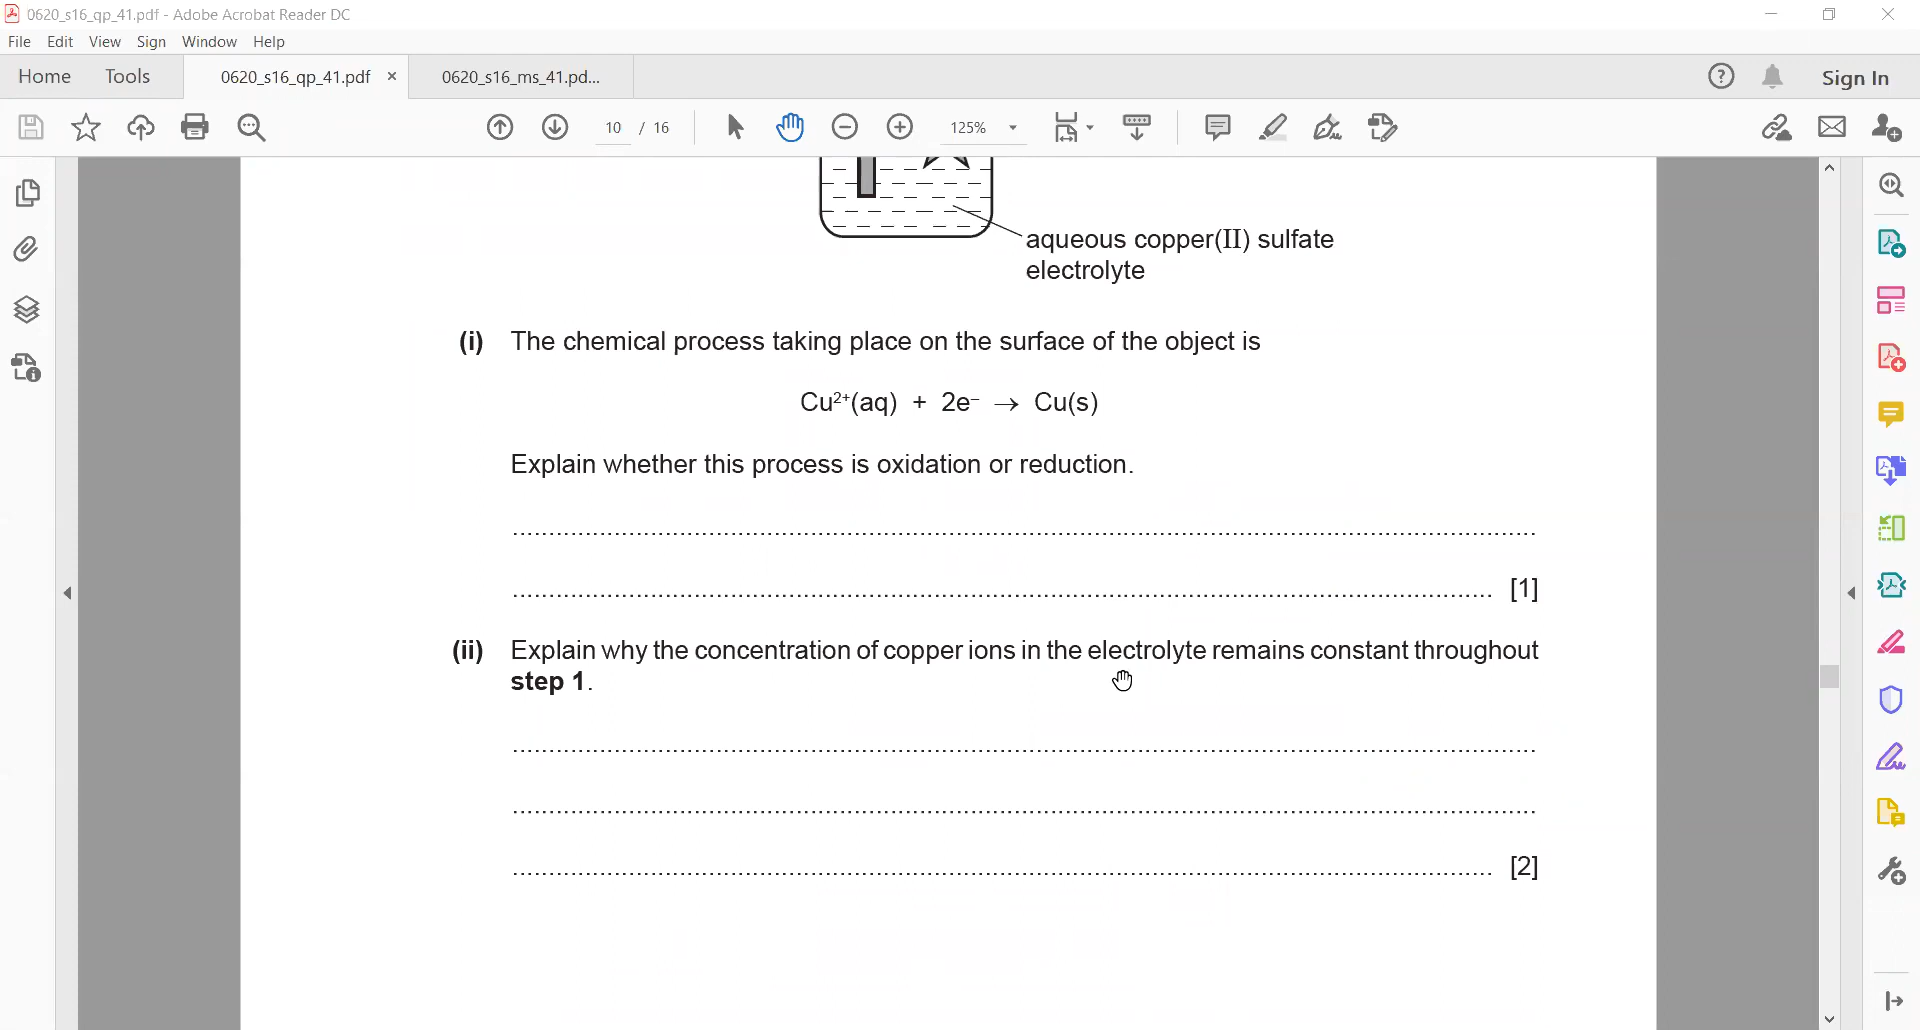 0620_s16_qp_41.pdf - Adobe Acrobat Reader DC
File Edit View Sign Window Help
Home Tools 0620_s16_qp_41.pdf × 0620_s16_ms_41.pd... Sign In
10 / 16 125%
aqueous copper(II) sulfate
electrolyte
(i) The chemical process taking place on the surface of the object is
Cu²⁺(aq) + 2e⁻ → Cu(s)
Explain whether this process is oxidation or reduction.
[1]
(ii) Explain why the concentration of copper ions in the electrolyte remains constant throughout
step 1.
[2]